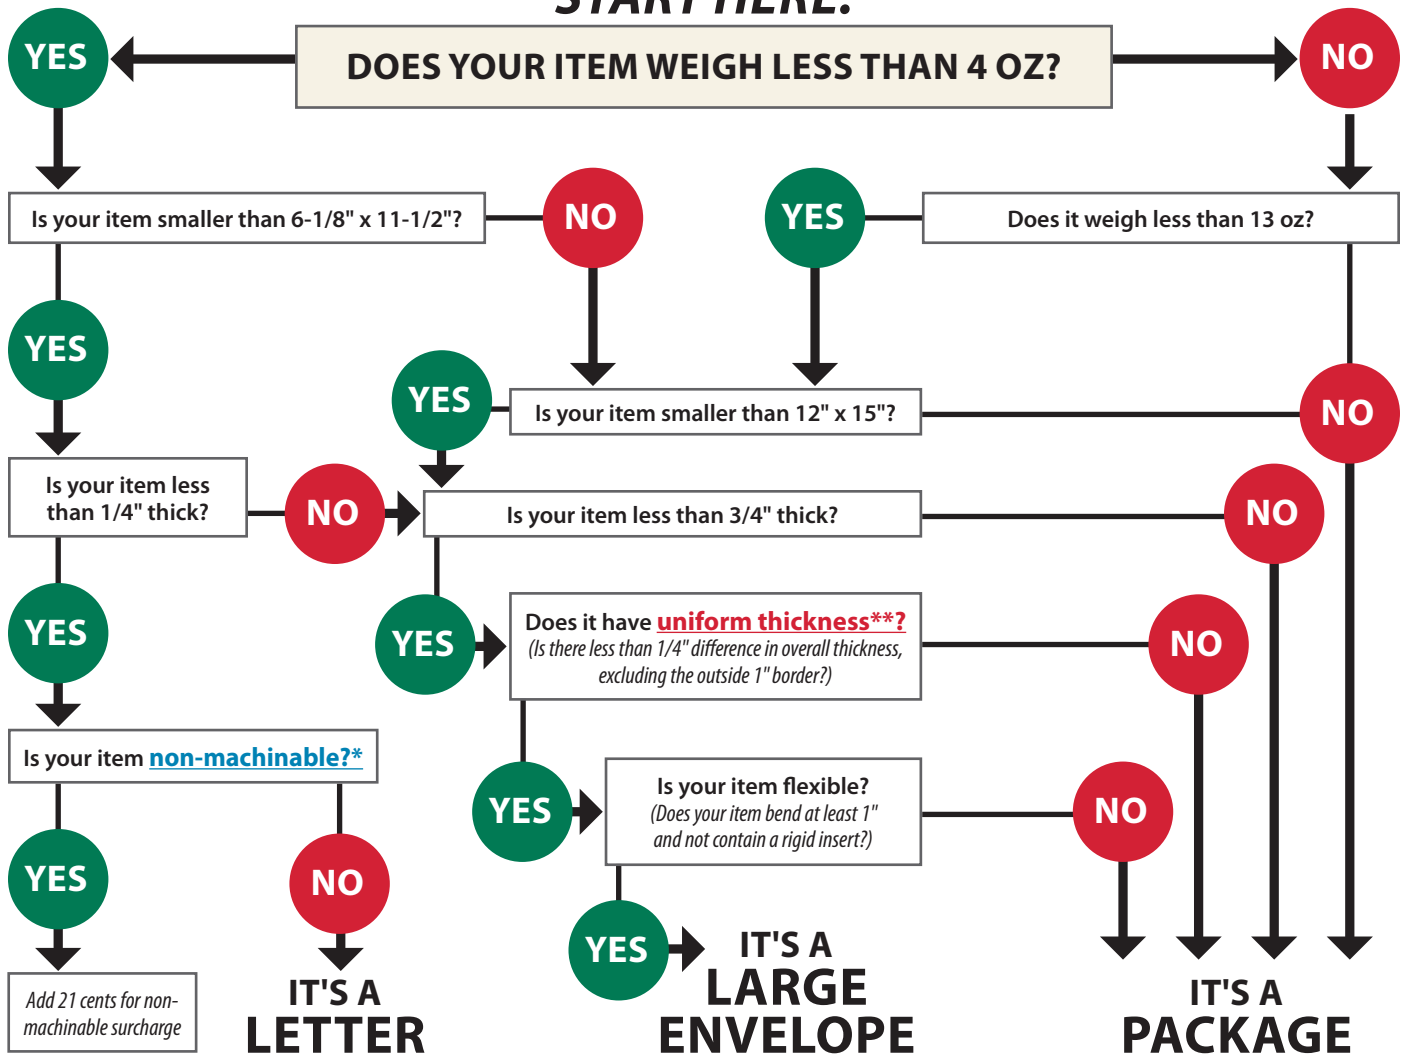 START HERE:
YES
DOES YOUR ITEM WEIGH LESS THAN 4 OZ?
NO
Is your item smaller than 6-1/8" x 11-1/2"?
NO
YES
Does it weigh less than 13 oz?
YES
YES
Is your item smaller than 12" x 15"?
NO
Is your item less
than 1/4" thick?
NO
Is your item less than 3/4" thick?
NO
YES
YES
Does it have uniform thickness**?
(Is there less than 1/4" difference in overall thickness,
excluding the outside 1" border?)
NO
Is your item non-machinable?*
YES
Is your item flexible?
(Does your item bend at least 1"
and not contain a rigid insert?)
NO
YES
NO
YES
Add 21 cents for non-
machinable surcharge
IT'S A
LETTER
IT'S A
LARGE
ENVELOPE
IT'S A
PACKAGE